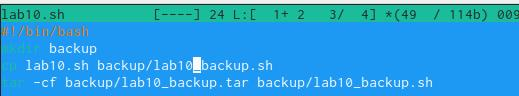 lab10.sh [----] 24 L:[ 1+ 2 3/ 4] *(49 / 114b) 009
#!/bin/bash
mkdir backup
cp lab10.sh backup/lab10_backup.sh
tar -cf backup/lab10_backup.tar backup/lab10_backup.sh